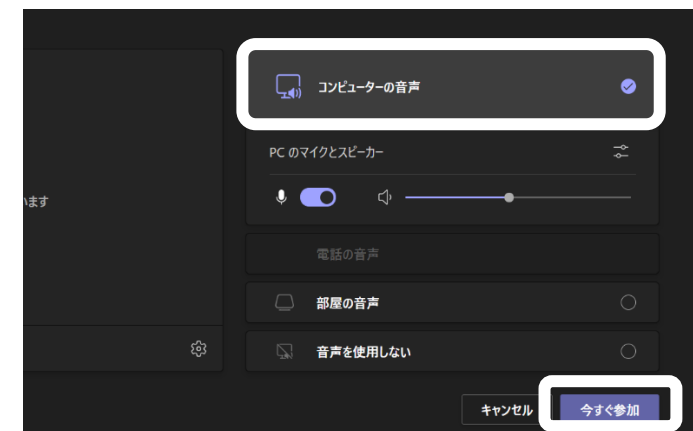 コンピューターの音声
PC のマイクとスピーカー
います
電話の音声
部屋の音声
音声を使用しない
キャンセル
今すぐ参加